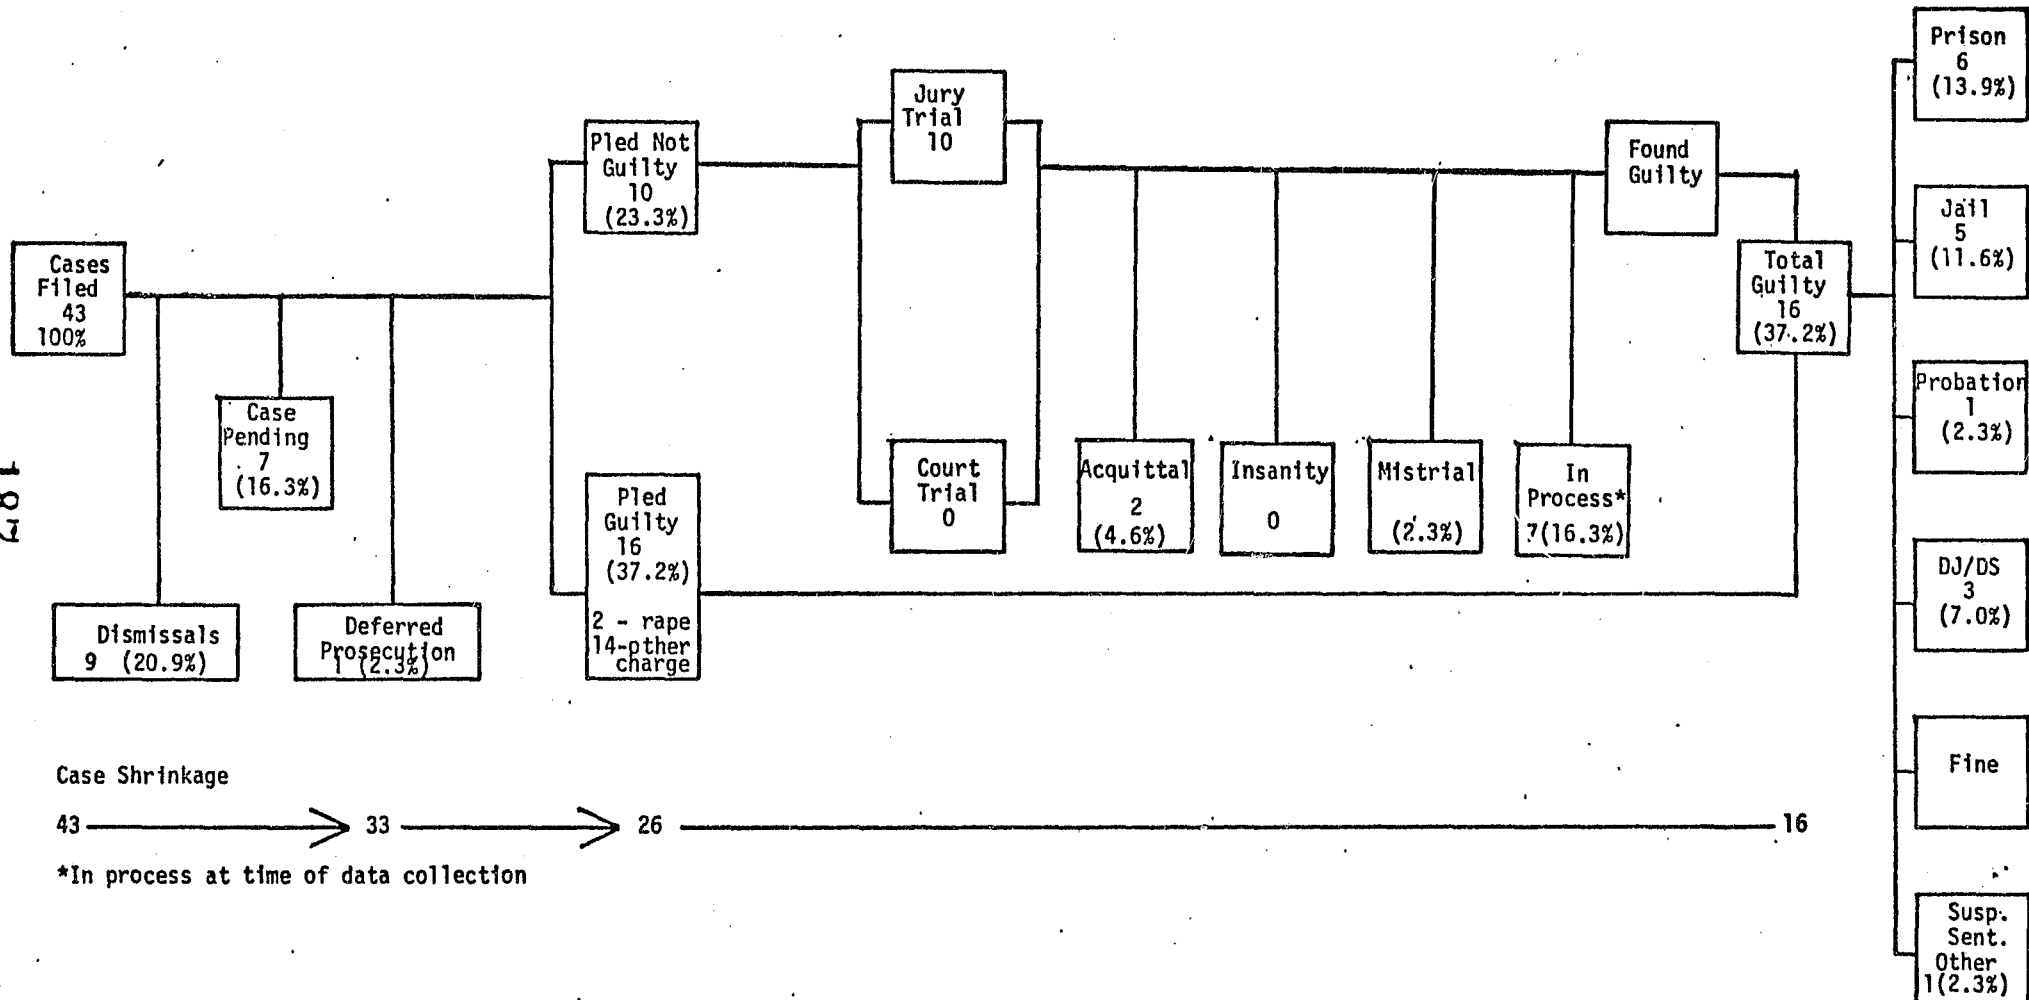 Cases
Filed
43
100%
Dismissals
9 (20.9%)
Case
Pending
7
(16.3%)
Deferred
Prosecution
1 (2.3%)
Pled Not
Guilty
10
(23.3%)
Pled
Guilty
16
(37.2%)
2 - rape
14-other
charge
Jury
Trial
10
Court
Trial
0
Acquittal
2
(4.6%)
Insanity
0
Mistrial
(2.3%)
In
Process*
7(16.3%)
Found
Guilty
Total
Guilty
16
(37.2%)
Prison
6
(13.9%)
Jail
5
(11.6%)
Probation
1
(2.3%)
DJ/DS
3
(7.0%)
Fine
Susp.
Sent.
Other
1(2.3%)
Case Shrinkage
43 33 26 16
*In process at time of data collection
187